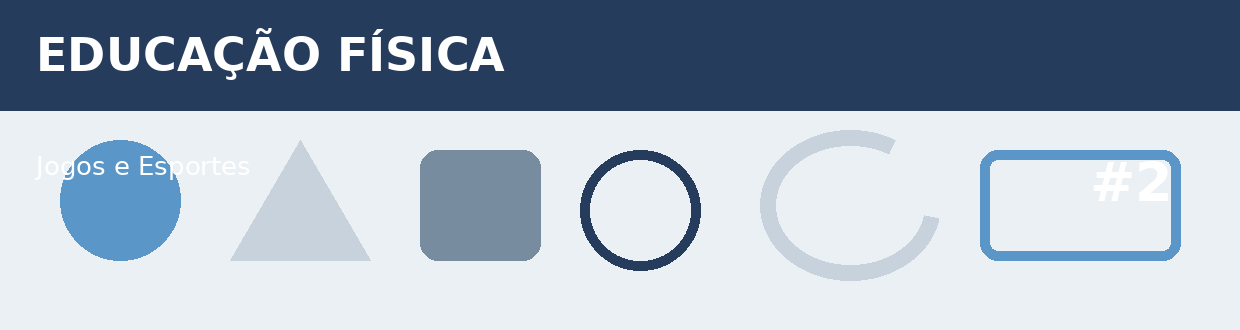 EDUCAÇÃO FÍSICA
Jogos e Esportes
#2